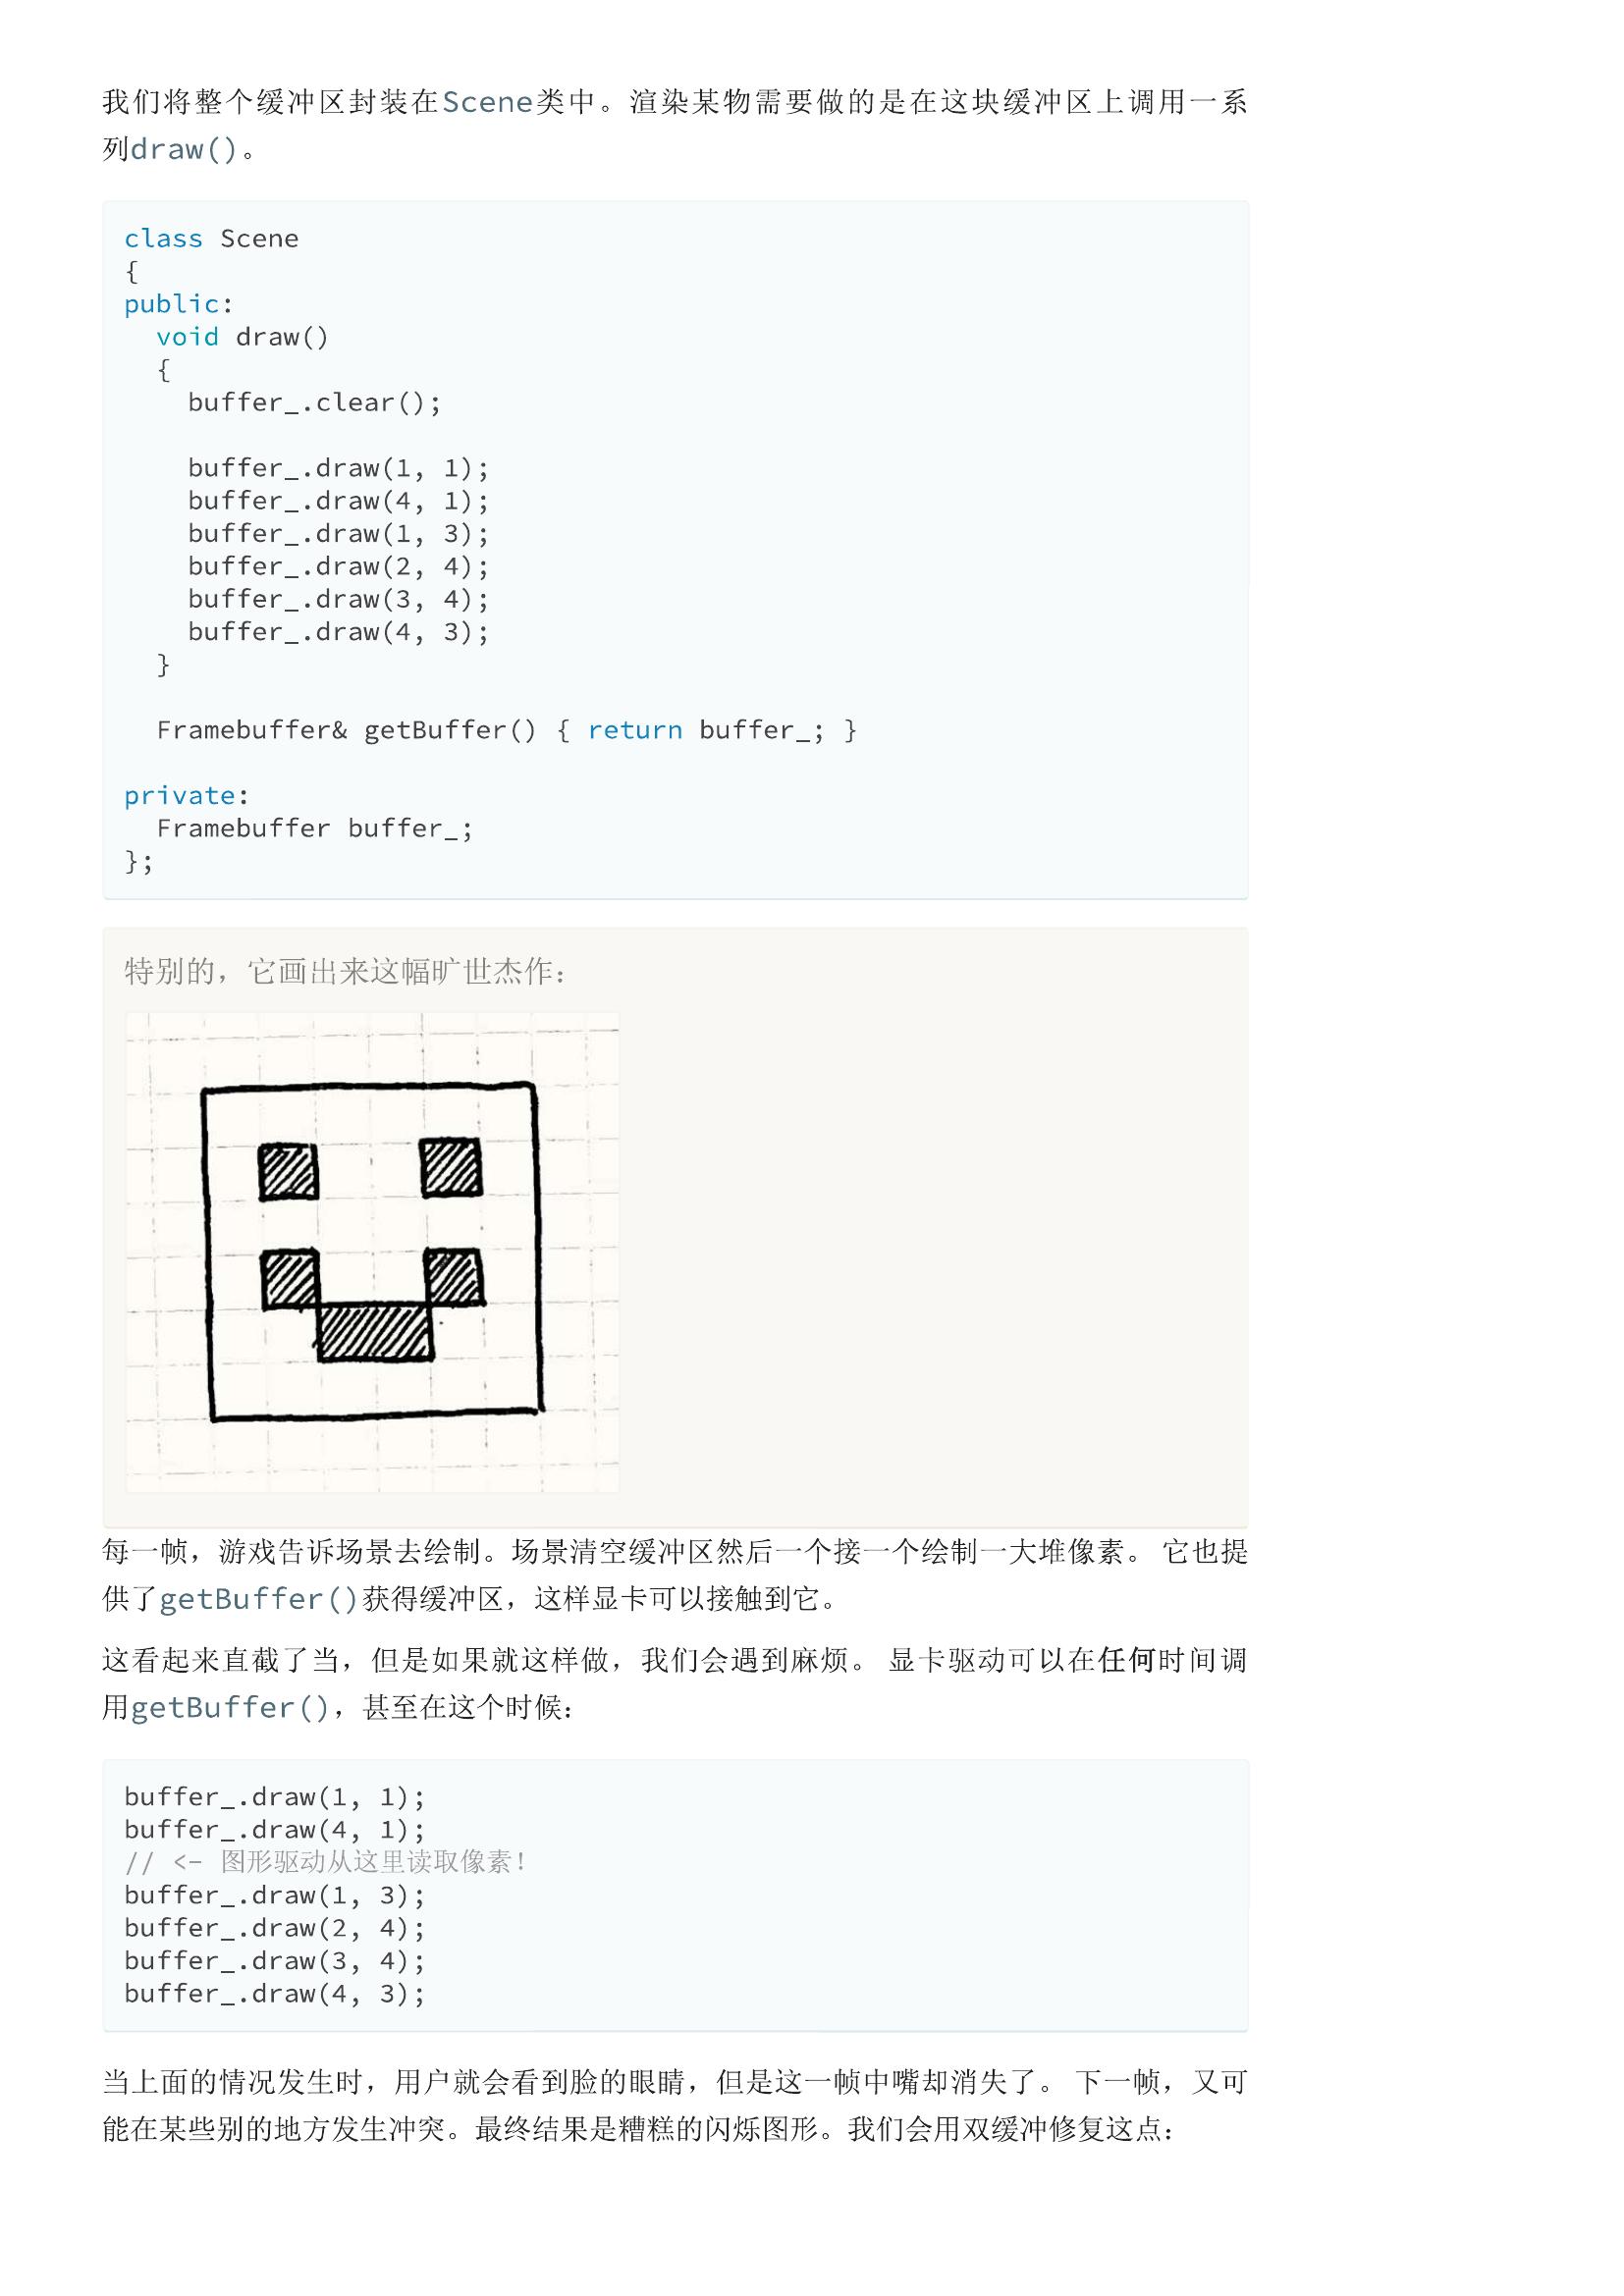 我们将整个缓冲区封装在Scene类中。渲染某物需要做的是在这块缓冲区上调用一系
列draw()。
class Scene
{
public:
  void draw()
  {
    buffer_.clear();

    buffer_.draw(1, 1);
    buffer_.draw(4, 1);
    buffer_.draw(1, 3);
    buffer_.draw(2, 4);
    buffer_.draw(3, 4);
    buffer_.draw(4, 3);
  }

  Framebuffer& getBuffer() { return buffer_; }

private:
  Framebuffer buffer_;
};
特别的，它画出来这幅旷世杰作：
每一帧，游戏告诉场景去绘制。场景清空缓冲区然后一个接一个绘制一大堆像素。 它也提
供了getBuffer()获得缓冲区，这样显卡可以接触到它。
这看起来直截了当，但是如果就这样做，我们会遇到麻烦。 显卡驱动可以在任何时间调
用getBuffer()，甚至在这个时候：
buffer_.draw(1, 1);
buffer_.draw(4, 1);
// <- 图形驱动从这里读取像素！
buffer_.draw(1, 3);
buffer_.draw(2, 4);
buffer_.draw(3, 4);
buffer_.draw(4, 3);
当上面的情况发生时，用户就会看到脸的眼睛，但是这一帧中嘴却消失了。 下一帧，又可
能在某些别的地方发生冲突。最终结果是糟糕的闪烁图形。我们会用双缓冲修复这点：